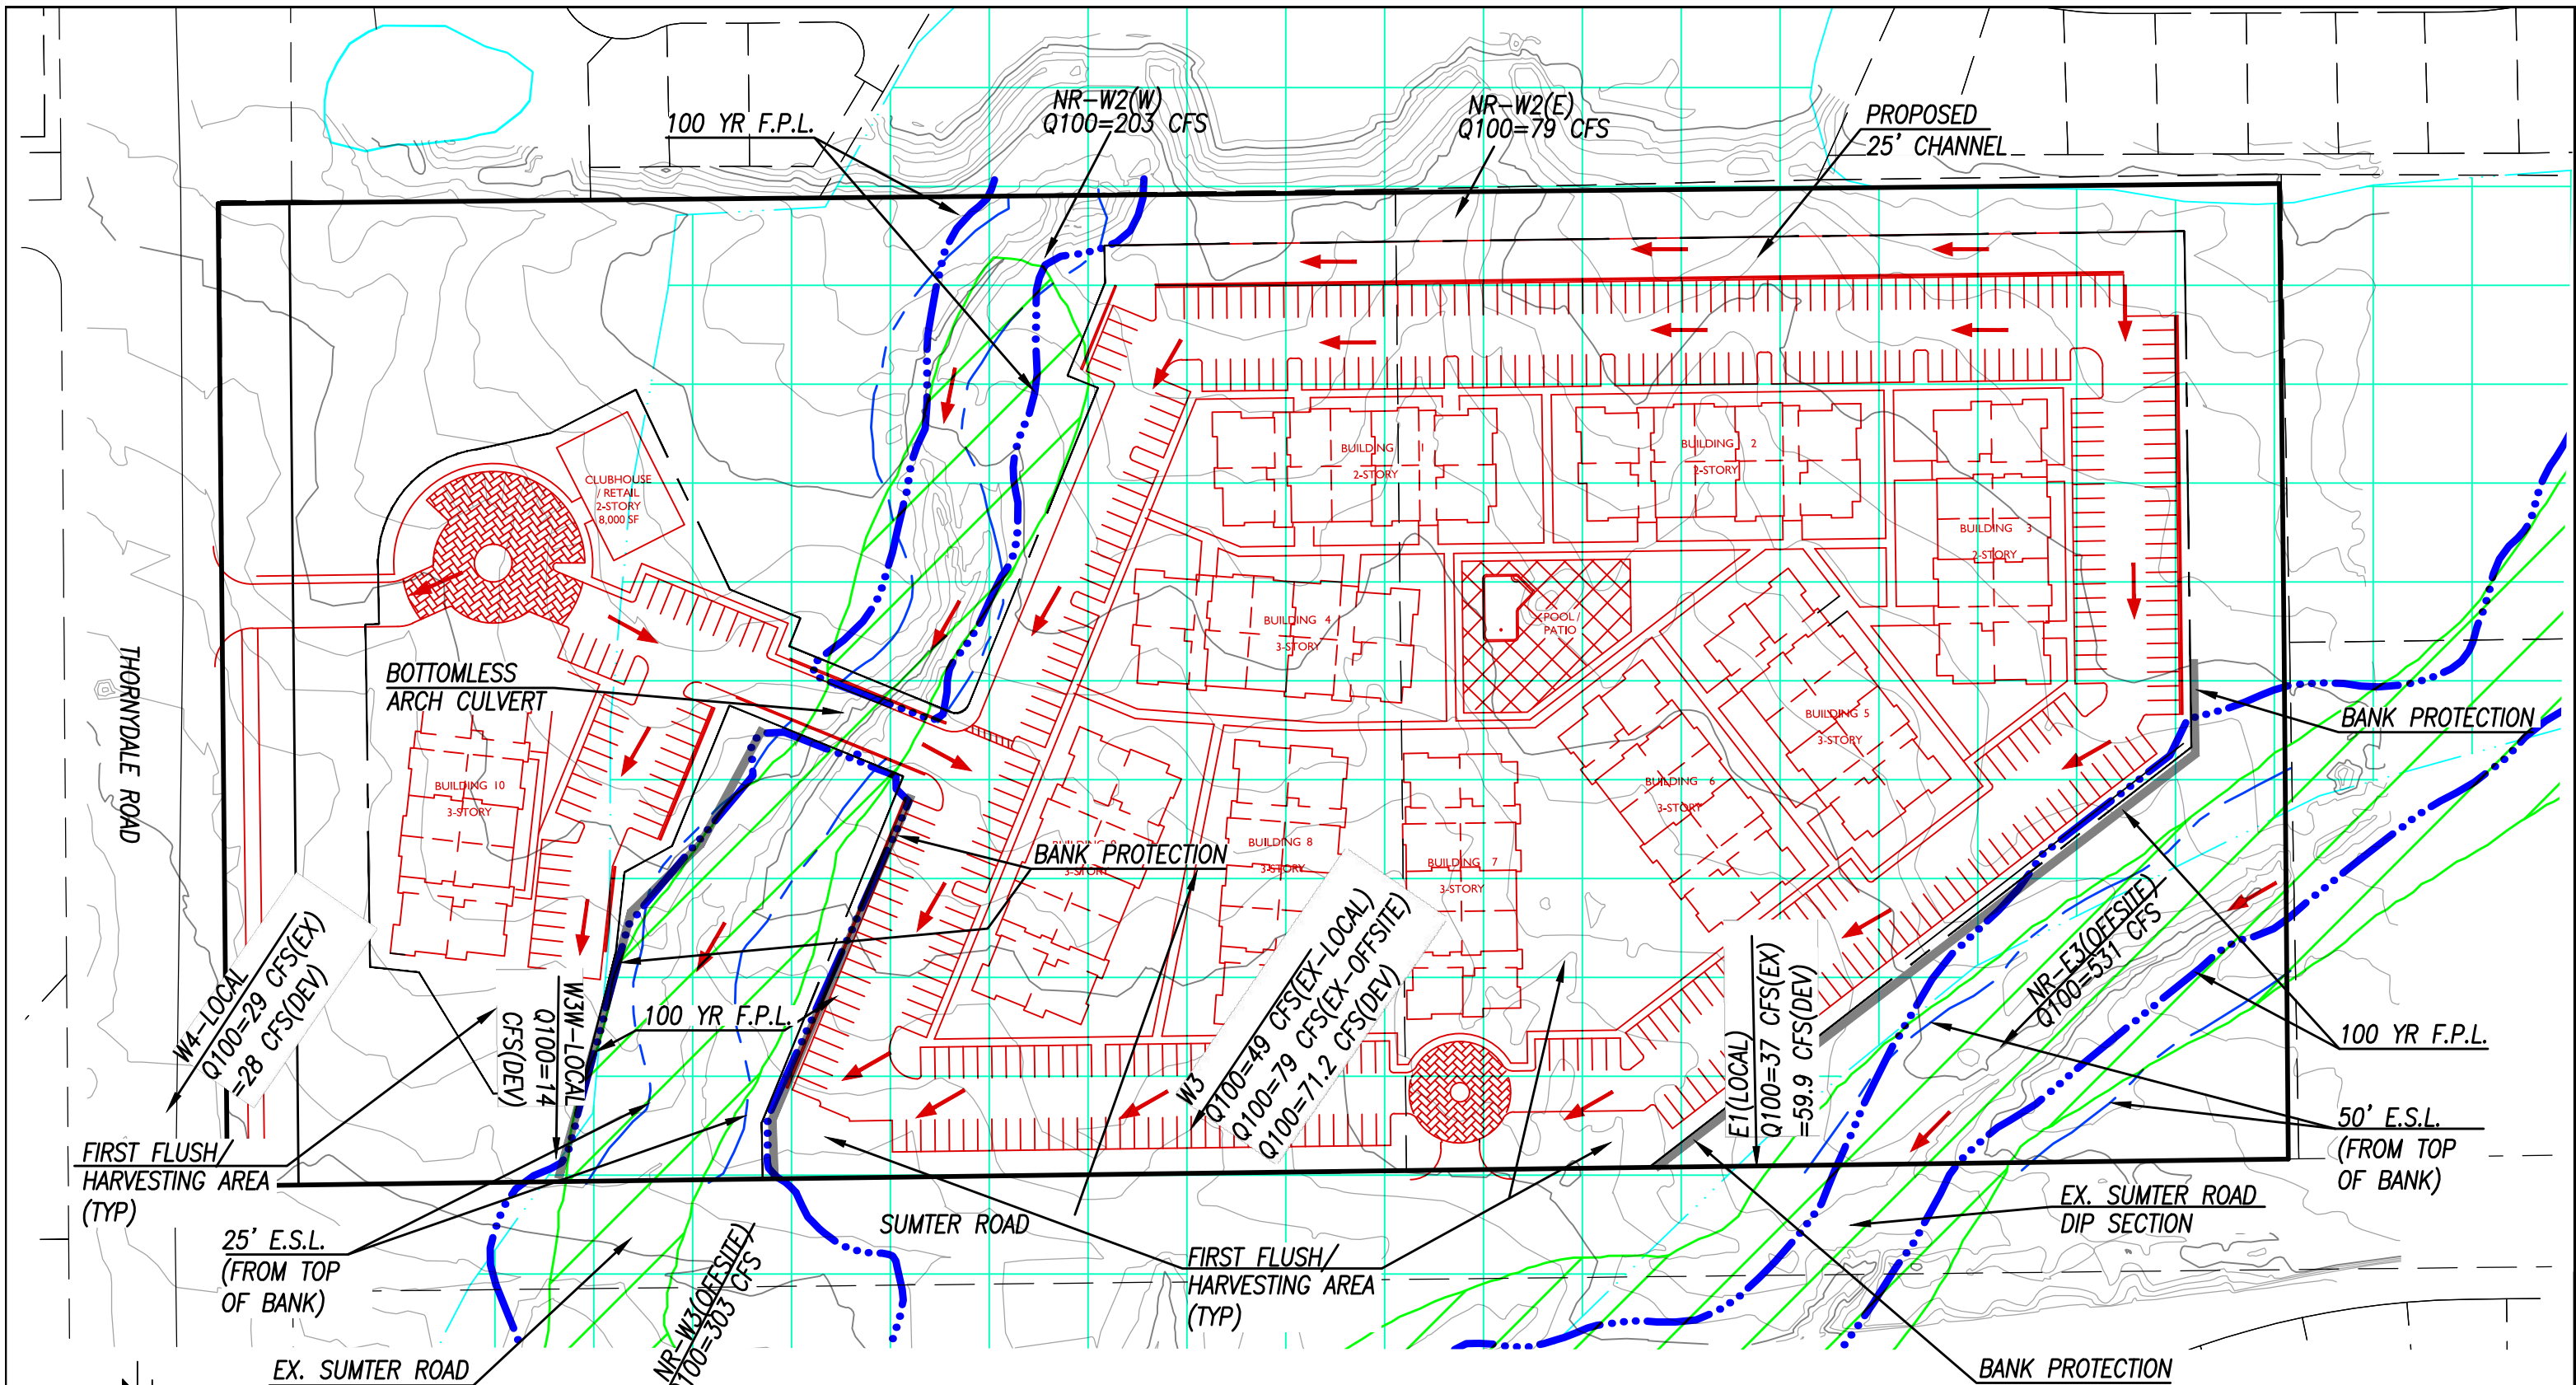 100 YR F.P.L.
NR-W2(W)
Q100=203 CFS
NR-W2(E)
Q100=79 CFS
PROPOSED
25' CHANNEL
CLUBHOUSE
/ RETAIL
2-STORY
8,000 SF
BUILDING 1
2-STORY
BUILDING 2
2-STORY
BUILDING 3
2-STORY
BUILDING 4
3-STORY
POOL /
PATIO
THORNYDALE ROAD
BOTTOMLESS
ARCH CULVERT
BUILDING 5
3-STORY
BANK PROTECTION
BUILDING 10
3-STORY
BUILDING 6
3-STORY
BUILDING 9
3-STORY
BANK PROTECTION
BUILDING 8
3-STORY
BUILDING 7
3-STORY
W4-LOCAL
Q100=29 CFS(EX)
=28 CFS(DEV)
W3W-LOCAL
Q100=14
CFS(DEV)
100 YR F.P.L.
W3
Q100=49 CFS(EX-LOCAL)
Q100=79 CFS(EX-OFFSITE)
Q100=71.2 CFS(DEV)
E1(LOCAL)
Q100=37 CFS(EX)
=59.9 CFS(DEV)
NR-E3(OFFSITE)
Q100=531 CFS
100 YR F.P.L.
50' E.S.L.
(FROM TOP
OF BANK)
FIRST FLUSH/
HARVESTING AREA
(TYP)
25' E.S.L.
(FROM TOP
OF BANK)
SUMTER ROAD
FIRST FLUSH/
HARVESTING AREA
(TYP)
EX. SUMTER ROAD
DIP SECTION
NR-W3(OFFSITE)
Q100=303 CFS
EX. SUMTER ROAD
BANK PROTECTION